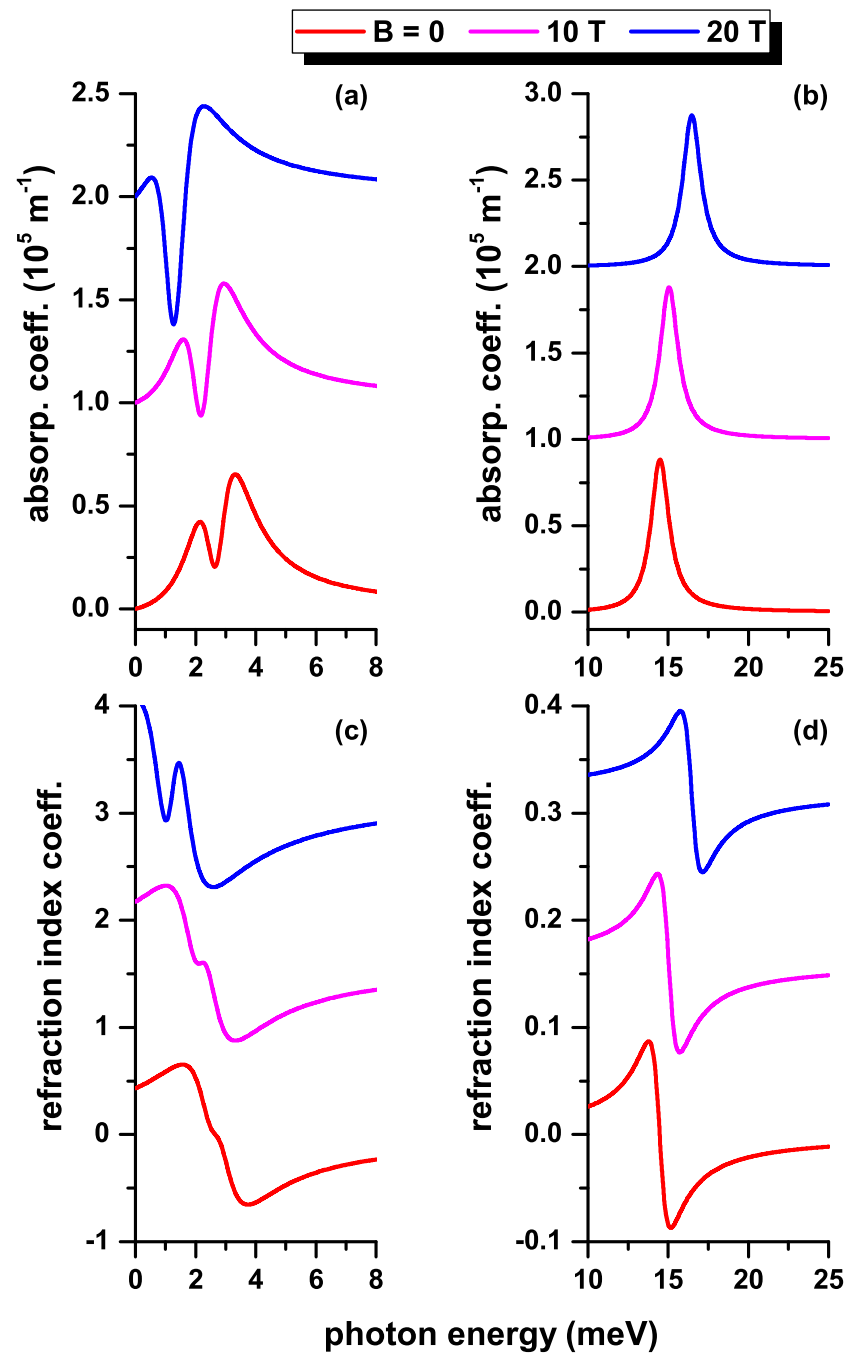 B = 0 10 T 20 T
(a)
absorp. coeff. (10⁵ m⁻¹)
2.5
2.0
1.5
1.0
0.5
0.0
0 2 4 6 8
(b)
absorp. coeff. (10⁵ m⁻¹)
3.0
2.5
2.0
1.5
1.0
0.5
0.0
10 15 20 25
(c)
refraction index coeff.
4
3
2
1
0
-1
0 2 4 6 8
(d)
refraction index coeff.
0.4
0.3
0.2
0.1
0.0
-0.1
10 15 20 25
photon energy (meV)